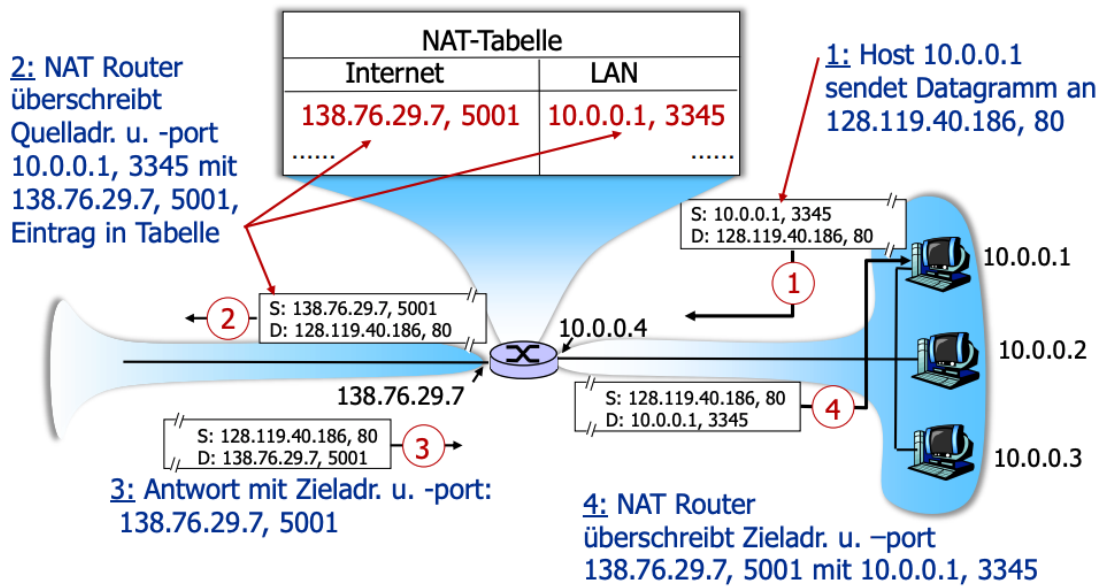 NAT-Tabelle
Internet LAN
138.76.29.7, 5001 10.0.0.1, 3345
...... ......
2: NAT Router
überschreibt
Quelladr. u. -port
10.0.0.1, 3345 mit
138.76.29.7, 5001,
Eintrag in Tabelle
1: Host 10.0.0.1
sendet Datagramm an
128.119.40.186, 80
S: 10.0.0.1, 3345
D: 128.119.40.186, 80
1
10.0.0.1
S: 138.76.29.7, 5001
D: 128.119.40.186, 80
2
10.0.0.4
10.0.0.2
138.76.29.7
S: 128.119.40.186, 80
D: 10.0.0.1, 3345
4
S: 128.119.40.186, 80
D: 138.76.29.7, 5001
3
10.0.0.3
3: Antwort mit Zieladr. u. -port:
138.76.29.7, 5001
4: NAT Router
überschreibt Zieladr. u. –port
138.76.29.7, 5001 mit 10.0.0.1, 3345